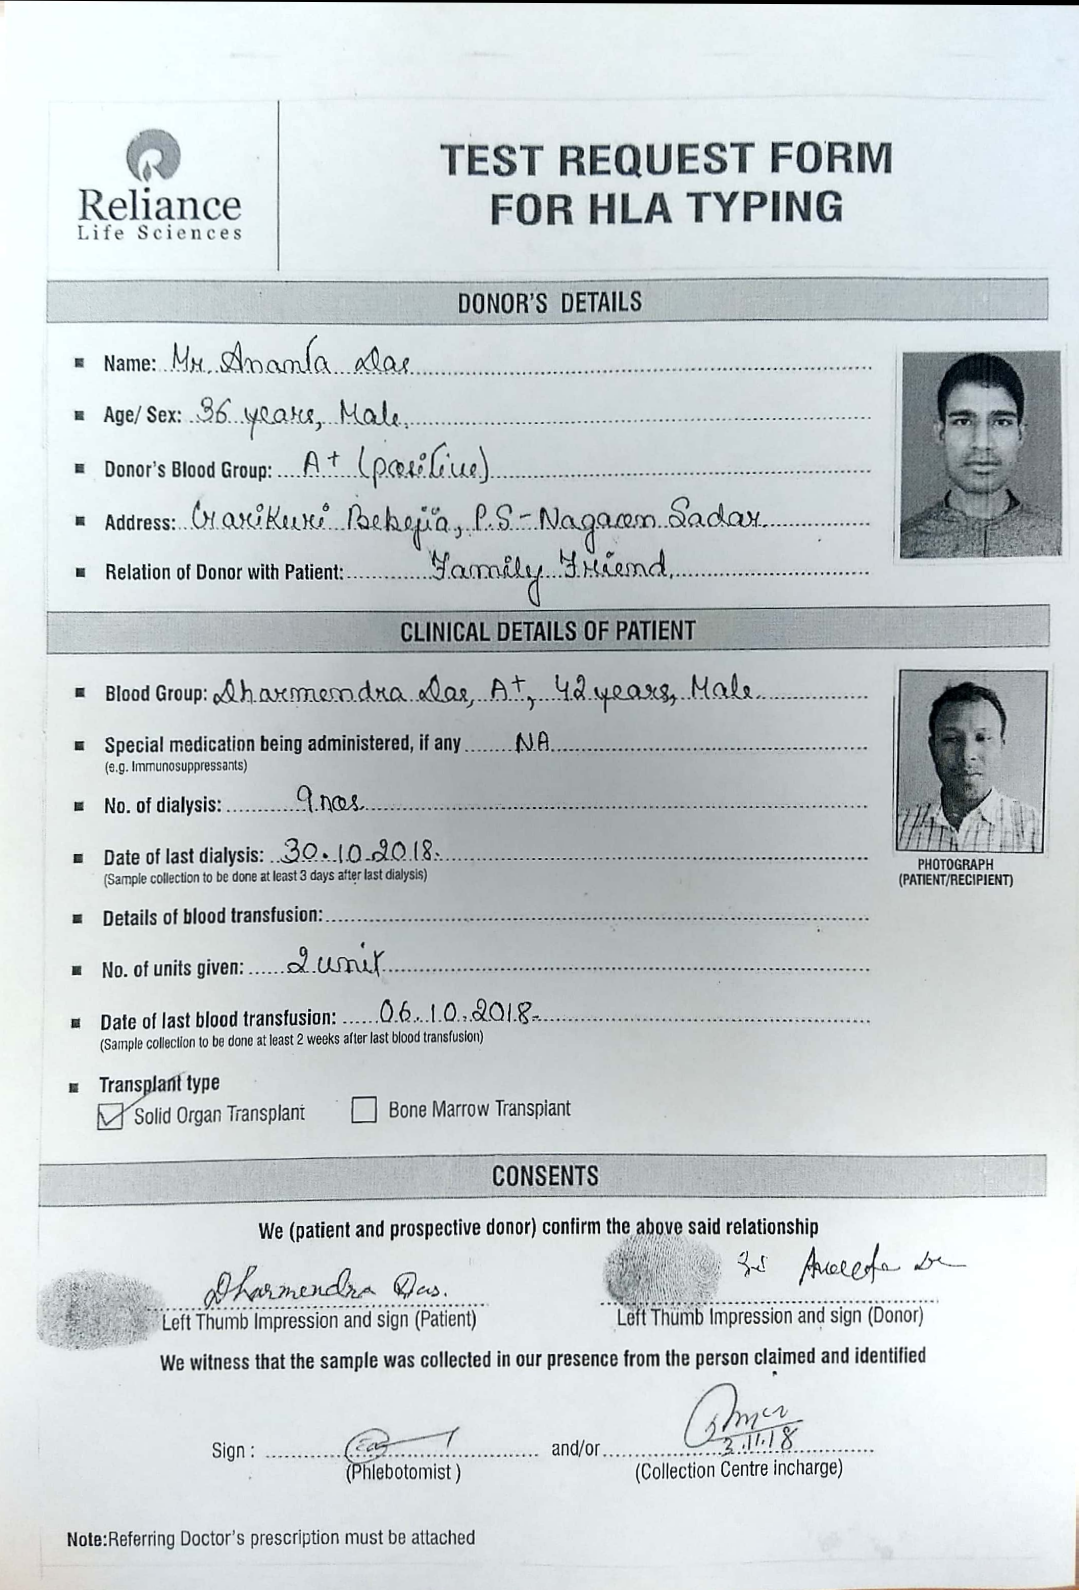 Reliance
Life Sciences
TEST REQUEST FORM
FOR HLA TYPING
DONOR'S DETAILS
Name: Mr. Ananta Das
Age/ Sex: 36 years, Male.
Donor's Blood Group: A+ (positive)
Address: Garikuri Bebejia, P.S-Nagaon Sadar
Relation of Donor with Patient: Family Friend
CLINICAL DETAILS OF PATIENT
Blood Group: Dharmendra Das, A+, 42 years, Male
Special medication being administered, if any NA
(e.g. Immunosuppressants)
No. of dialysis: 9 nos
Date of last dialysis: 30.10.2018.
(Sample collection to be done at least 3 days after last dialysis)
PHOTOGRAPH
(PATIENT/RECIPIENT)
Details of blood transfusion:
No. of units given: 2 unit
Date of last blood transfusion: 06.10.2018.
(Sample collection to be done at least 2 weeks after last blood transfusion)
Transplant type
Solid Organ Transplant Bone Marrow Transplant
CONSENTS
We (patient and prospective donor) confirm the above said relationship
Dharmendra Das.
Left Thumb Impression and sign (Patient) Left Thumb Impression and sign (Donor)
We witness that the sample was collected in our presence from the person claimed and identified
3.11.18
Sign : and/or
(Phlebotomist ) (Collection Centre incharge)
Note:Referring Doctor's prescription must be attached